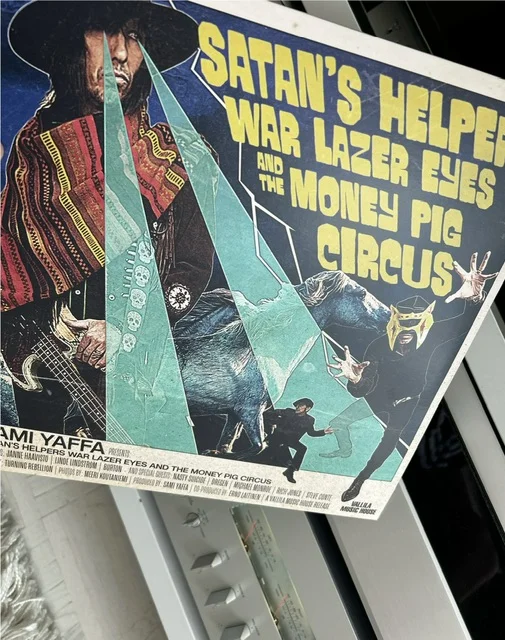 SATAN'S HELPER
WAR LAZER EYES
AND
THE MONEY PIG
CIRCUS
AMI YAFFA PRESENTS
AN'S HELPERS WAR LAZER EYES AND THE MONEY PIG CIRCUS
JANNE HAAVISTO | LINDE LINDSTROM | BURTON AND SPECIAL GUESTS: NASTY SUICIDE | DREGEN | MICHAEL MONROE | RICH JONES | STEVE CONTE
TURNING REBELLION PHOTOS BY: MEERI KOUTANIEMI PRODUCED BY SAMI YAFFA CO-PRODUCED BY ERNO LAITINEN A VALLILA MUSIC HOUSE RELEASE
VALLILA
MUSIC HOUSE